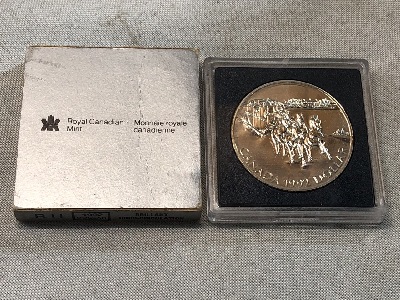 Royal Canadian
Mint
Monnaie royale
canadienne
CANADA 1992 DOLLAR